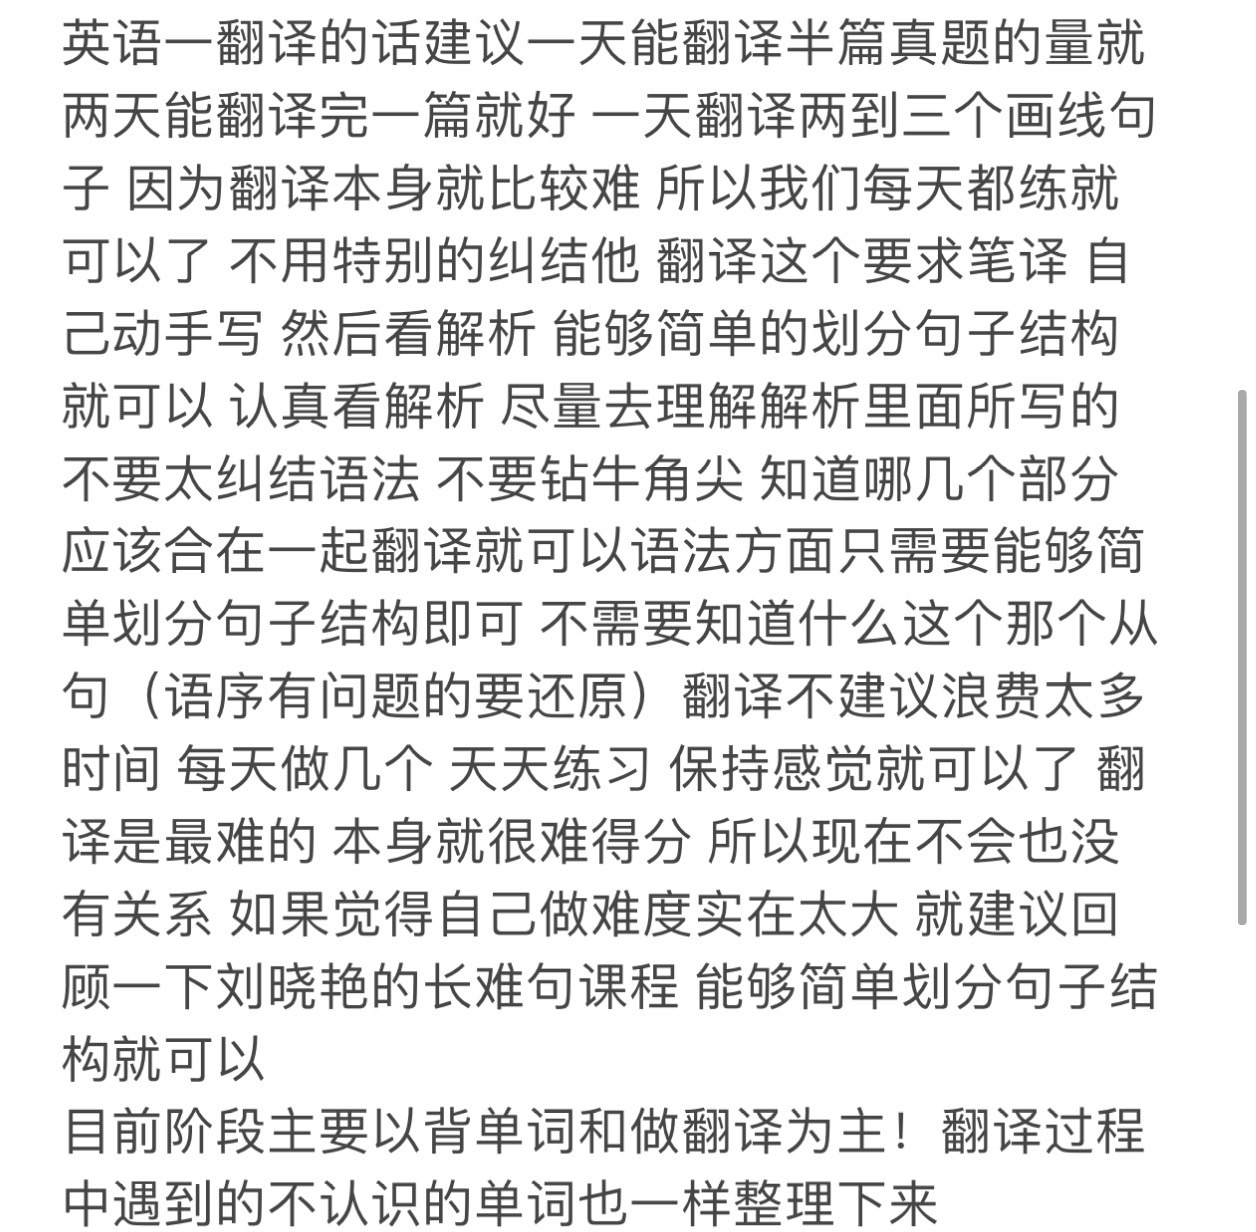 英语一翻译的话建议一天能翻译半篇真题的量就
两天能翻译完一篇就好 一天翻译两到三个画线句
子 因为翻译本身就比较难 所以我们每天都练就
可以了 不用特别的纠结他 翻译这个要求笔译 自
己动手写 然后看解析 能够简单的划分句子结构
就可以 认真看解析 尽量去理解解析里面所写的
不要太纠结语法 不要钻牛角尖 知道哪几个部分
应该合在一起翻译就可以语法方面只需要能够简
单划分句子结构即可 不需要知道什么这个那个从
句（语序有问题的要还原）翻译不建议浪费太多
时间 每天做几个 天天练习 保持感觉就可以了 翻
译是最难的 本身就很难得分 所以现在不会也没
有关系 如果觉得自己做难度实在太大 就建议回
顾一下刘晓艳的长难句课程 能够简单划分句子结
构就可以
目前阶段主要以背单词和做翻译为主！翻译过程
中遇到的不认识的单词也一样整理下来